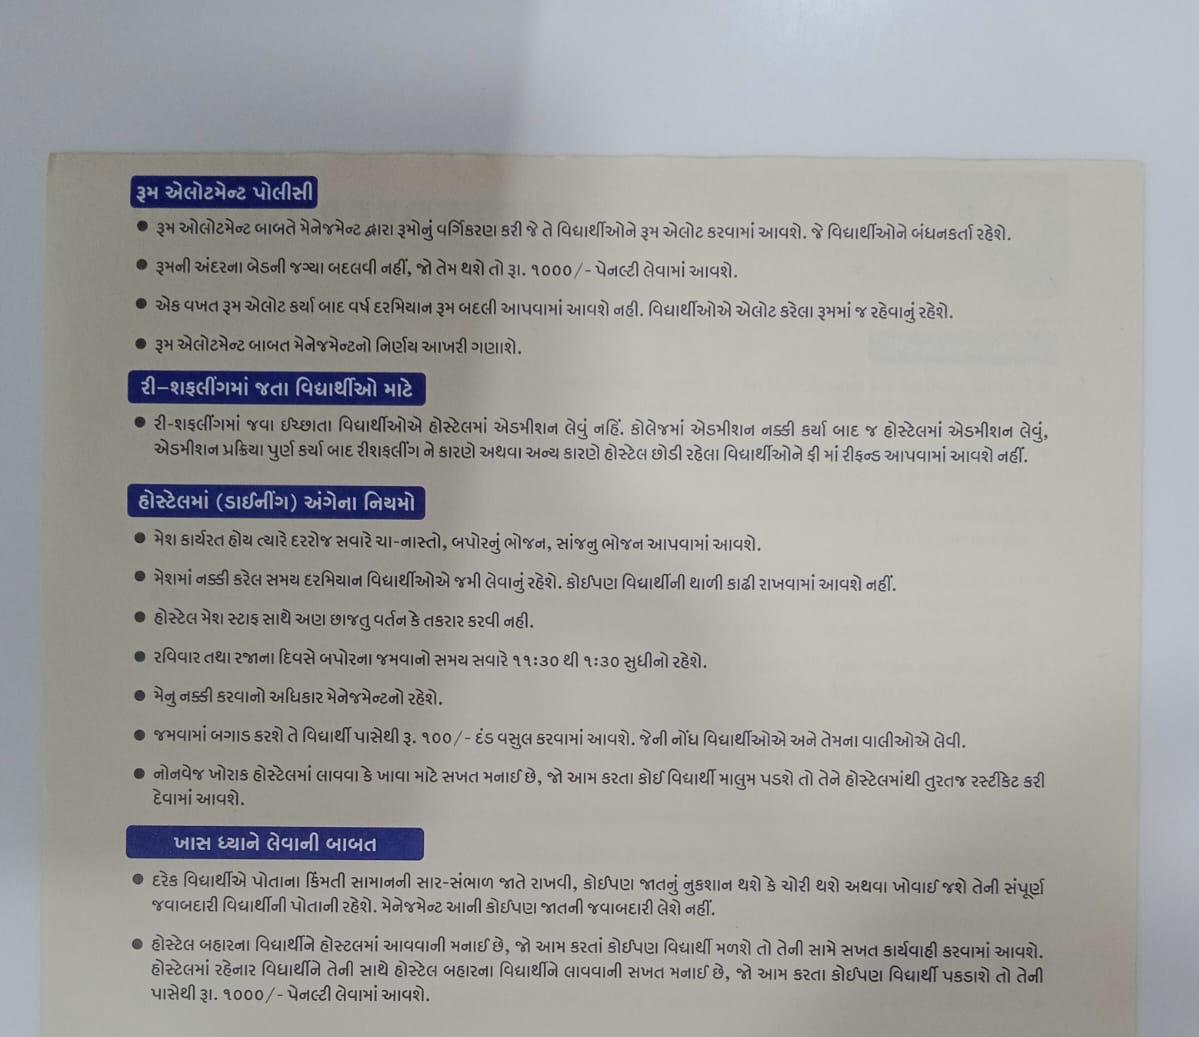 રૂમ એલોટમેન્ટ પોલીસી
● રૂમ ઓલોટમેન્ટ બાબતે મેનેજમેન્ટ દ્વારા રૂમોનું વર્ગિકરણ કરી જે તે વિદ્યાર્થીઓને રૂમ એલોટ કરવામાં આવશે. જે વિદ્યાર્થીઓને બંધનકર્તા રહેશે.
● રૂમની અંદરના બેડની જગ્યા બદલવી નહીં, જો તેમ થશે તો રૂા. ૧૦૦૦/- પેનલ્ટી લેવામાં આવશે.
● એક વખત રૂમ એલોટ કર્યા બાદ વર્ષ દરમિયાન રૂમ બદલી આપવામાં આવશે નહી. વિદ્યાર્થીઓએ એલોટ કરેલા રૂમમાં જ રહેવાનું રહેશે.
● રૂમ એલોટમેન્ટ બાબત મેનેજમેન્ટનો નિર્ણય આખરી ગણાશે.
રી-શફલીંગમાં જતા વિદ્યાર્થીઓ માટે
● રી-શફલીંગમાં જવા ઈચ્છાતા વિદ્યાર્થીઓએ હોસ્ટેલમાં એડમીશન લેવું નહિં. કોલેજમાં એડમીશન નક્કી કર્યા બાદ જ હોસ્ટેલમાં એડમીશન લેવું,
એડમીશન પ્રક્રિયા પુર્ણ કર્યા બાદ રીશફલીંગ ને કારણે અથવા અન્ય કારણે હોસ્ટેલ છોડી રહેલા વિદ્યાર્થીઓને ફી માં રીફન્ડ આપવામાં આવશે નહીં.
હોસ્ટેલમાં (ડાઈનીંગ) અંગેના નિયમો
● મેશ કાર્યરત હોય ત્યારે દરરોજ સવારે ચા-નાસ્તો, બપોરનું ભોજન, સાંજનુ ભોજન આપવામાં આવશે.
● મેશમાં નક્કી કરેલ સમય દરમિયાન વિદ્યાર્થીઓએ જમી લેવાનું રહેશે. કોઈપણ વિદ્યાર્થીની થાળી કાઢી રાખવામાં આવશે નહીં.
● હોસ્ટેલ મેશ સ્ટાફ સાથે અણ છાજતુ વર્તન કે તકરાર કરવી નહી.
● રવિવાર તથા રજાના દિવસે બપોરના જમવાનો સમય સવારે ૧૧:૩૦ થી ૧:૩૦ સુધીનો રહેશે.
● મેનુ નક્કી કરવાનો અધિકાર મેનેજમેન્ટનો રહેશે.
● જમવામાં બગાડ કરશે તે વિદ્યાર્થી પાસેથી રૂ. ૧૦૦/- દંડ વસુલ કરવામાં આવશે. જેની નોંધ વિદ્યાર્થીઓએ અને તેમના વાલીઓએ લેવી.
● નોનવેજ ખોરાક હોસ્ટેલમાં લાવવા કે ખાવા માટે સખત મનાઈ છે, જો આમ કરતા કોઈ વિદ્યાર્થી માલુમ પડશે તો તેને હોસ્ટેલમાંથી તુરતજ રસ્ટીકેટ કરી
દેવામાં આવશે.
ખાસ ધ્યાને લેવાની બાબત
● દરેક વિદ્યાર્થીએ પોતાના કિંમતી સામાનની સાર-સંભાળ જાતે રાખવી, કોઈપણ જાતનું નુકશાન થશે કે ચોરી થશે અથવા ખોવાઈ જશે તેની સંપૂર્ણ
જવાબદારી વિદ્યાર્થીની પોતાની રહેશે. મેનેજમેન્ટ આની કોઈપણ જાતની જવાબદારી લેશે નહીં.
● હોસ્ટેલ બહારના વિદ્યાર્થીને હોસ્ટલમાં આવવાની મનાઈ છે, જો આમ કરતાં કોઈપણ વિદ્યાર્થી મળશે તો તેની સામે સખત કાર્યવાહી કરવામાં આવશે.
હોસ્ટેલમાં રહેનાર વિદ્યાર્થીને તેની સાથે હોસ્ટેલ બહારના વિદ્યાર્થીને લાવવાની સખત મનાઈ છે, જો આમ કરતા કોઈપણ વિદ્યાર્થી પકડાશે તો તેની
પાસેથી રૂા. ૧૦૦૦/- પેનલ્ટી લેવામાં આવશે.